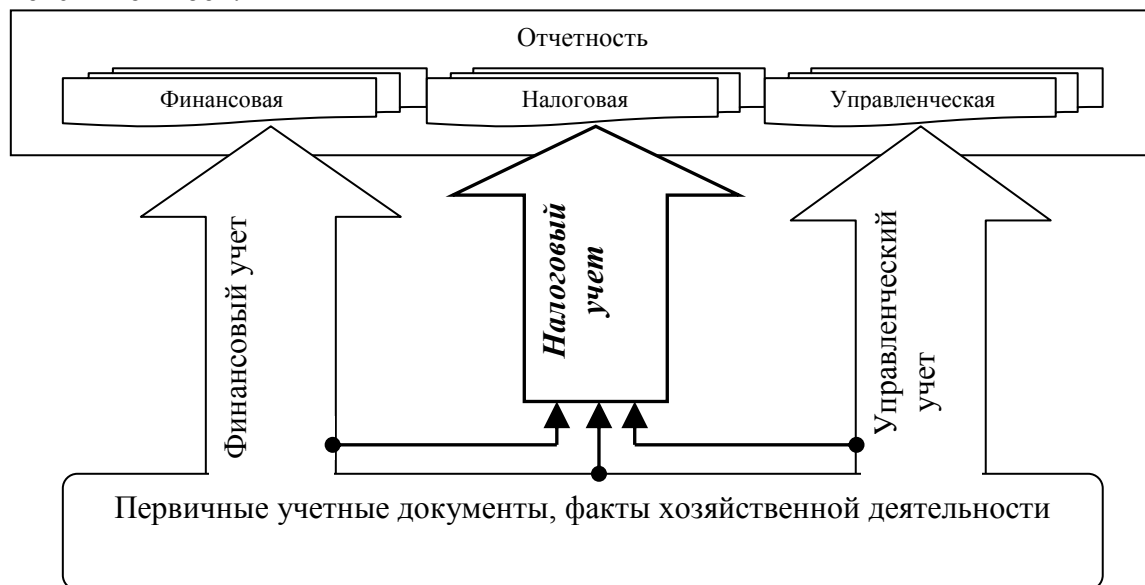 Отчетность
Финансовая
Налоговая
Управленческая
Финансовый учет
Налоговый
учет
Управленческий
учет
Первичные учетные документы, факты хозяйственной деятельности